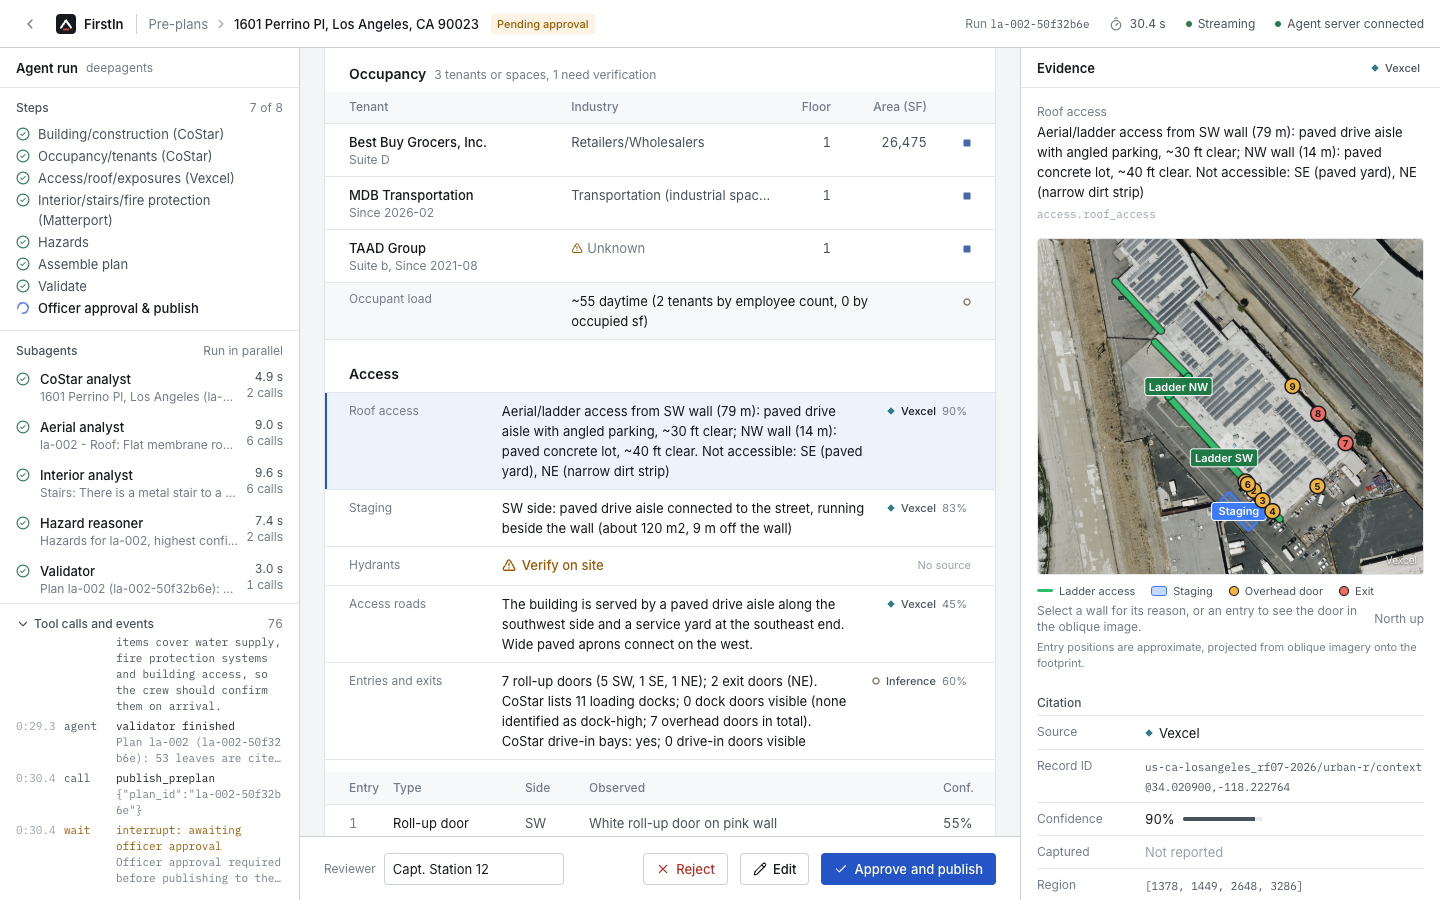 FirstIn
Pre-plans
1601 Perrino Pl, Los Angeles, CA 90023
Pending approval
Run la-002-50f32b6e
30.4 s
Streaming
Agent server connected
Agent run deepagents
Steps
7 of 8
Building/construction (CoStar)
Occupancy/tenants (CoStar)
Access/roof/exposures (Vexcel)
Interior/stairs/fire protection
(Matterport)
Hazards
Assemble plan
Validate
Officer approval & publish
Subagents
Run in parallel
CoStar analyst
4.9 s
1601 Perrino Pl, Los Angeles (la-...
2 calls
Aerial analyst
9.0 s
la-002 - Roof: Flat membrane ro...
6 calls
Interior analyst
9.6 s
Stairs: There is a metal stair to a ...
6 calls
Hazard reasoner
7.4 s
Hazards for la-002, highest confi...
2 calls
Validator
3.0 s
Plan la-002 (la-002-50f32b6e): ...
1 calls
Tool calls and events
76
items cover water supply,
fire protection systems
and building access, so
the crew should confirm
them on arrival.
0:29.3 agent validator finished
Plan la-002 (la-002-50f32
b6e): 53 leaves are cite…
0:30.4 call publish_preplan
{"plan_id":"la-002-50f32b
6e"}
0:30.4 wait interrupt: awaiting
officer approval
Officer approval required
before publishing to the…
Occupancy 3 tenants or spaces, 1 need verification
Tenant Industry Floor Area (SF)
Best Buy Grocers, Inc. Retailers/Wholesalers 1 26,475
Suite D
MDB Transportation Transportation (industrial spac... 1
Since 2026-02
TAAD Group Unknown 1
Suite b, Since 2021-08
Occupant load ~55 daytime (2 tenants by employee count, 0 by
occupied sf)
Access
Roof access Aerial/ladder access from SW wall (79 m): paved drive Vexcel 90%
aisle with angled parking, ~30 ft clear; NW wall (14 m):
paved concrete lot, ~40 ft clear. Not accessible: SE (paved
yard), NE (narrow dirt strip)
Staging SW side: paved drive aisle connected to the street, running Vexcel 83%
beside the wall (about 120 m2, 9 m off the wall)
Hydrants Verify on site No source
Access roads The building is served by a paved drive aisle along the Vexcel 45%
southwest side and a service yard at the southeast end.
Wide paved aprons connect on the west.
Entries and exits 7 roll-up doors (5 SW, 1 SE, 1 NE); 2 exit doors (NE). Inference 60%
CoStar lists 11 loading docks; 0 dock doors visible (none
identified as dock-high; 7 overhead doors in total).
CoStar drive-in bays: yes; 0 drive-in doors visible
Entry Type Side Observed Conf.
1 Roll-up door SW White roll-up door on pink wall 55%
Reviewer Capt. Station 12
Reject
Edit
Approve and publish
Evidence
Vexcel
Roof access
Aerial/ladder access from SW wall (79 m): paved drive aisle
with angled parking, ~30 ft clear; NW wall (14 m): paved
concrete lot, ~40 ft clear. Not accessible: SE (paved yard), NE
(narrow dirt strip)
access.roof_access
Ladder NW
9
8
7
Ladder SW
6
5
3
4
Staging
Vexcel
Ladder access Staging Overhead door Exit
Select a wall for its reason, or an entry to see the door in
the oblique image.
North up
Entry positions are approximate, projected from oblique imagery onto the
footprint.
Citation
Source Vexcel
Record ID us-ca-losangeles_rf07-2026/urban-r/context
@34.020900,-118.222764
Confidence 90%
Captured Not reported
Region [1378, 1449, 2648, 3286]